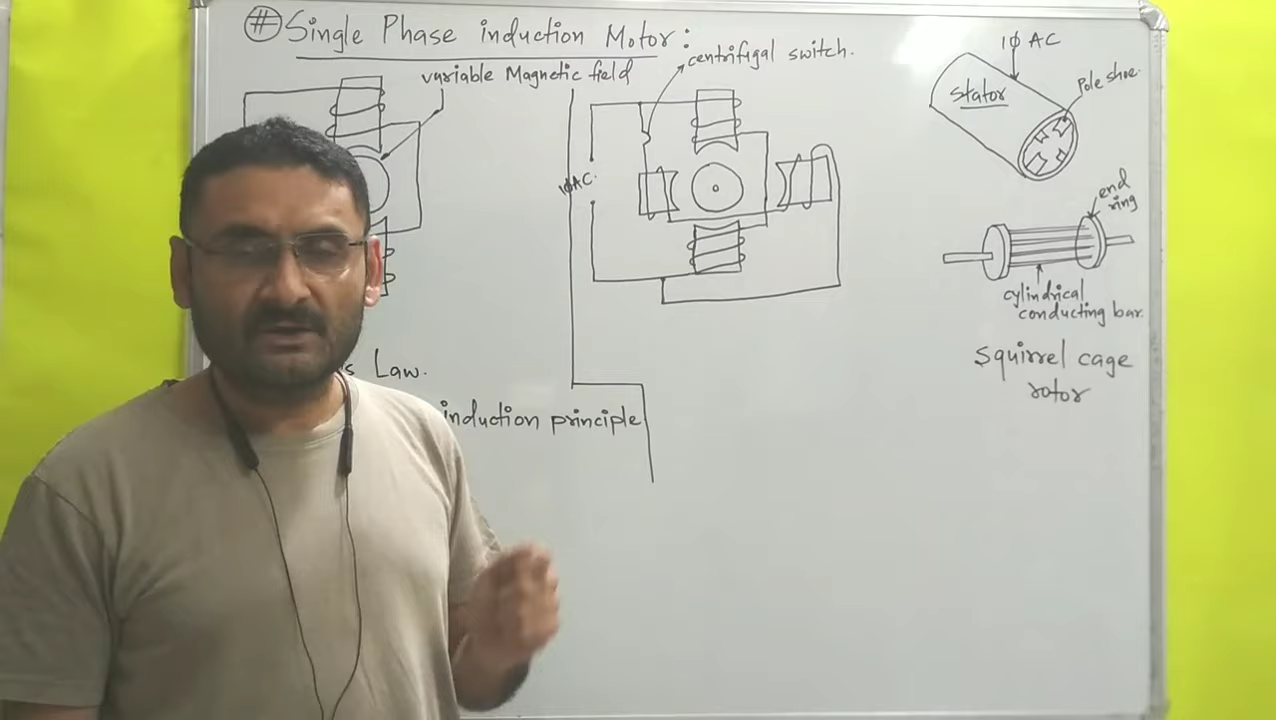 # Single Phase induction Motor:
variable Magnetic field
centrifigal switch.
1ϕ AC
Stator
Pole shoe.
1ϕ AC.
end
ring
cylindrical
conducting bar.
Squirrel cage
rotor
s Law.
induction principle